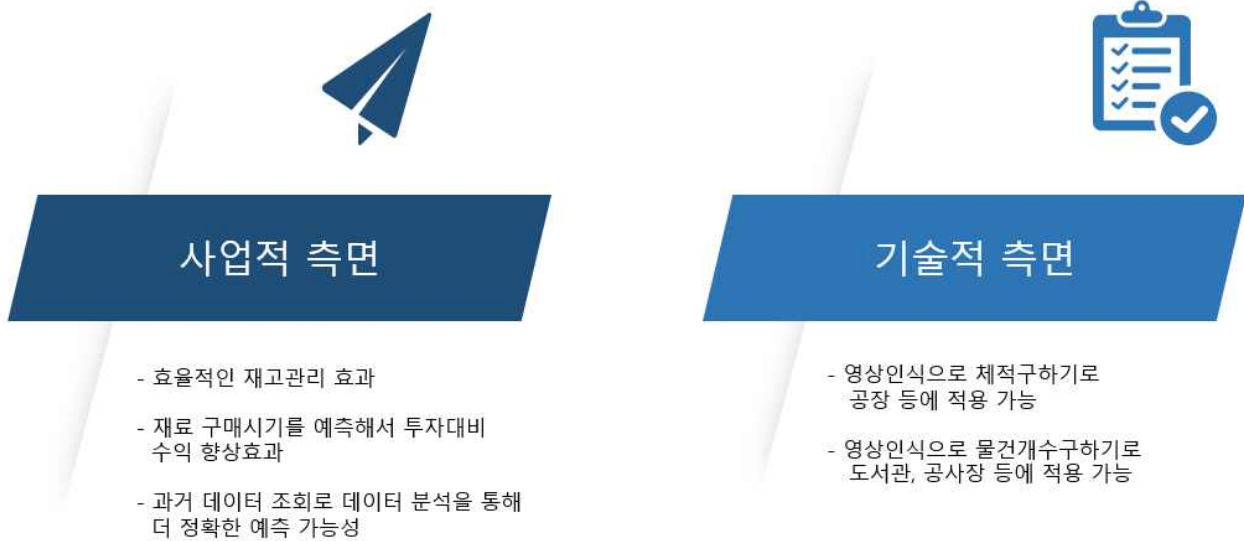 사업적 측면
- 효율적인 재고관리 효과
- 재료 구매시기를 예측해서 투자대비
수익 향상효과
- 과거 데이터 조회로 데이터 분석을 통해
더 정확한 예측 가능성
기술적 측면
- 영상인식으로 체적구하기로
공장 등에 적용 가능
- 영상인식으로 물건개수구하기로
도서관, 공사장 등에 적용 가능